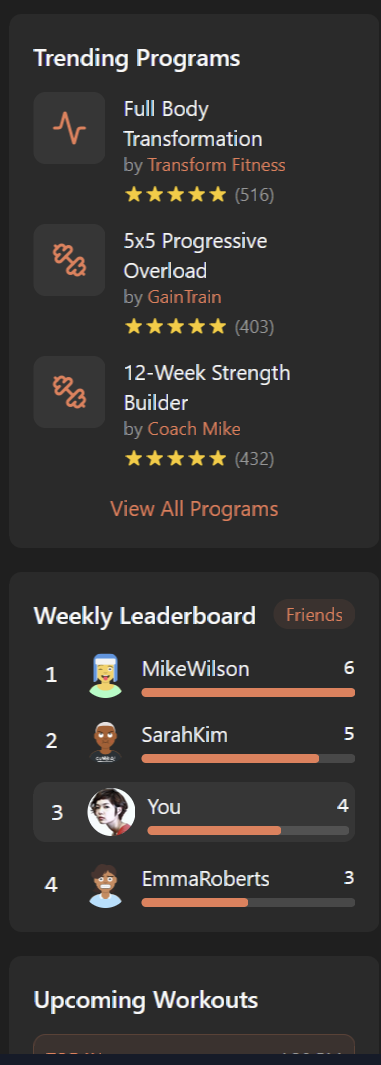 Trending Programs
Full Body
Transformation
by Transform Fitness
(516)
5x5 Progressive
Overload
by GainTrain
(403)
12-Week Strength
Builder
by Coach Mike
(432)
View All Programs
Weekly Leaderboard Friends
1 MikeWilson 6
2 SarahKim 5
3 You 4
4 EmmaRoberts 3
Upcoming Workouts